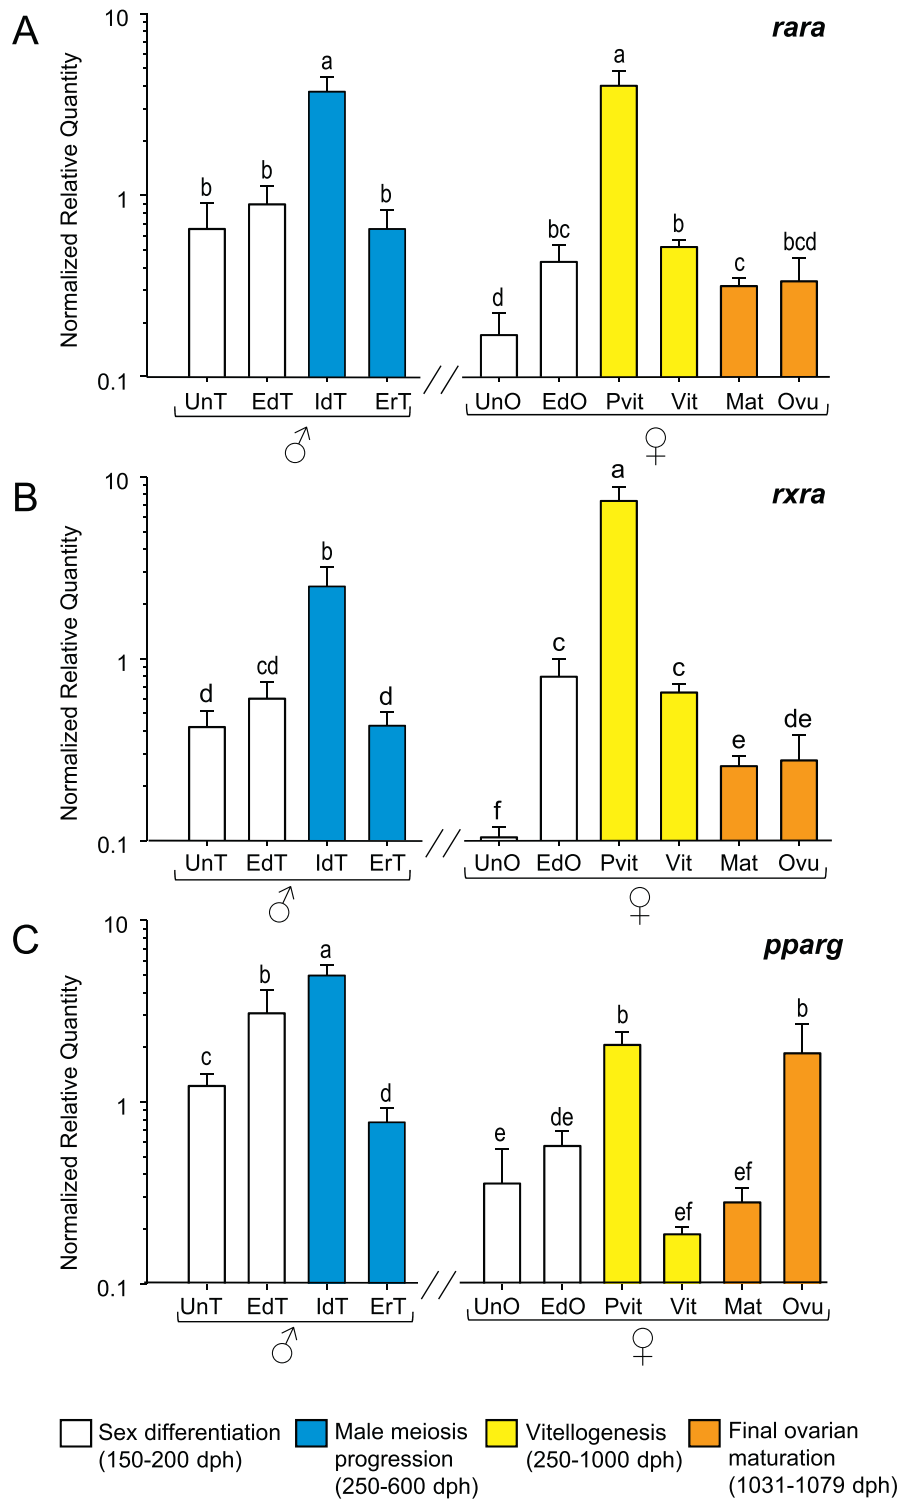 A
rara
Normalized Relative Quantity
10
1
0.1
b b a b d bc a b c bcd
UnT EdT IdT ErT UnO EdO Pvit Vit Mat Ovu
♂ ♀
B
rxra
Normalized Relative Quantity
10
1
0.1
d cd b d f c a c e de
UnT EdT IdT ErT UnO EdO Pvit Vit Mat Ovu
♂ ♀
C
pparg
Normalized Relative Quantity
10
1
0.1
c b a d e de b ef ef b
UnT EdT IdT ErT UnO EdO Pvit Vit Mat Ovu
♂ ♀
Sex differentiation
(150-200 dph)
Male meiosis
progression
(250-600 dph)
Vitellogenesis
(250-1000 dph)
Final ovarian
maturation
(1031-1079 dph)